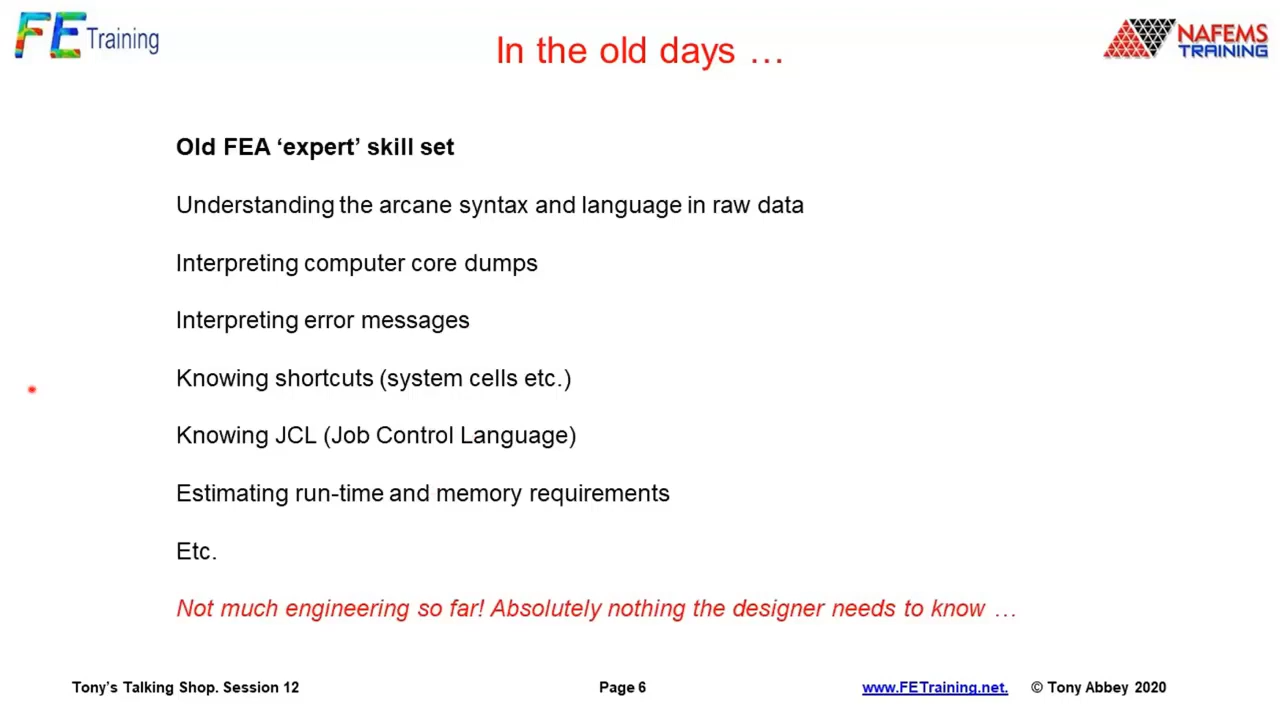 FE Training
In the old days …
NAFEMS
TRAINING
Old FEA ‘expert’ skill set
Understanding the arcane syntax and language in raw data
Interpreting computer core dumps
Interpreting error messages
Knowing shortcuts (system cells etc.)
Knowing JCL (Job Control Language)
Estimating run-time and memory requirements
Etc.
Not much engineering so far! Absolutely nothing the designer needs to know …
Tony’s Talking Shop. Session 12 Page 6 www.FETraining.net. © Tony Abbey 2020